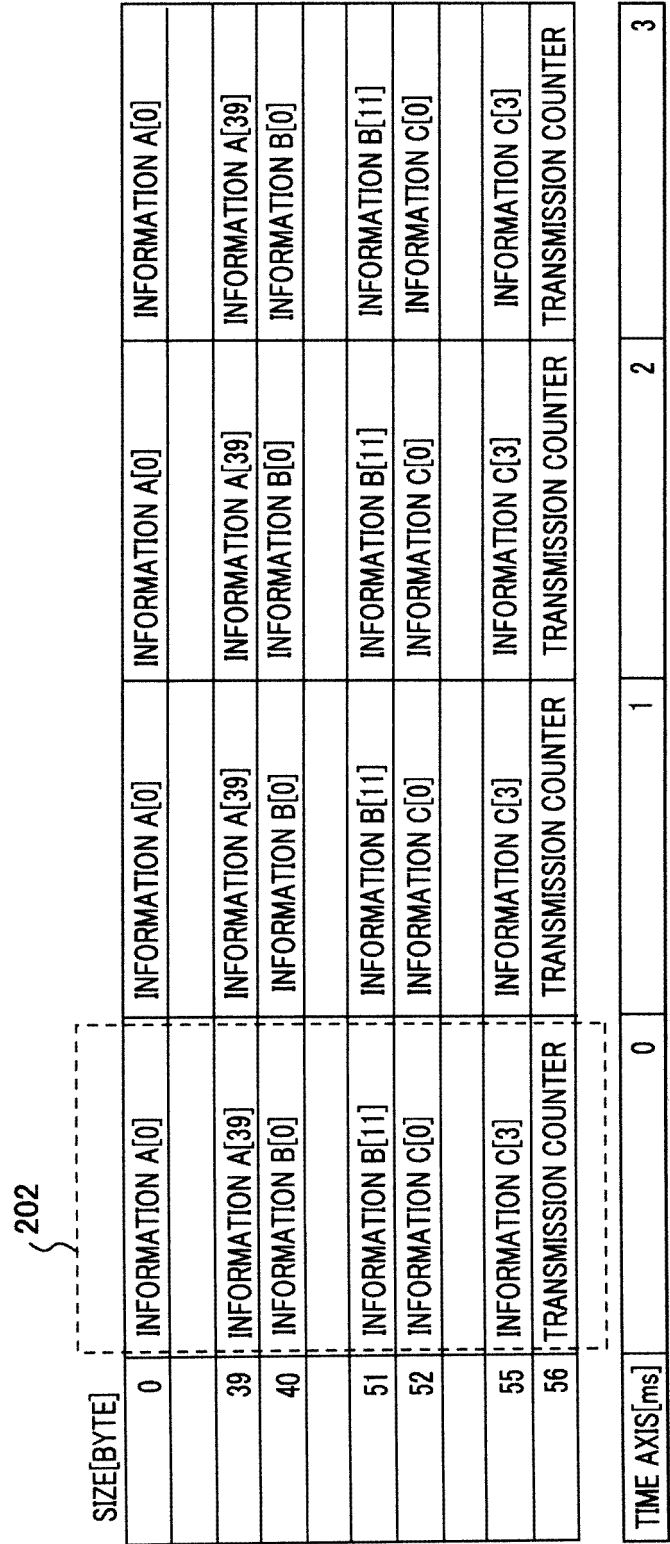 202
SIZE[BYTE]
0 INFORMATION A[0] INFORMATION A[0] INFORMATION A[0] INFORMATION A[0]
39 INFORMATION A[39] INFORMATION A[39] INFORMATION A[39] INFORMATION A[39]
40 INFORMATION B[0] INFORMATION B[0] INFORMATION B[0] INFORMATION B[0]
51 INFORMATION B[11] INFORMATION B[11] INFORMATION B[11] INFORMATION B[11]
52 INFORMATION C[0] INFORMATION C[0] INFORMATION C[0] INFORMATION C[0]
55 INFORMATION C[3] INFORMATION C[3] INFORMATION C[3] INFORMATION C[3]
56 TRANSMISSION COUNTER TRANSMISSION COUNTER TRANSMISSION COUNTER TRANSMISSION COUNTER
TIME AXIS[ms] 0 1 2 3